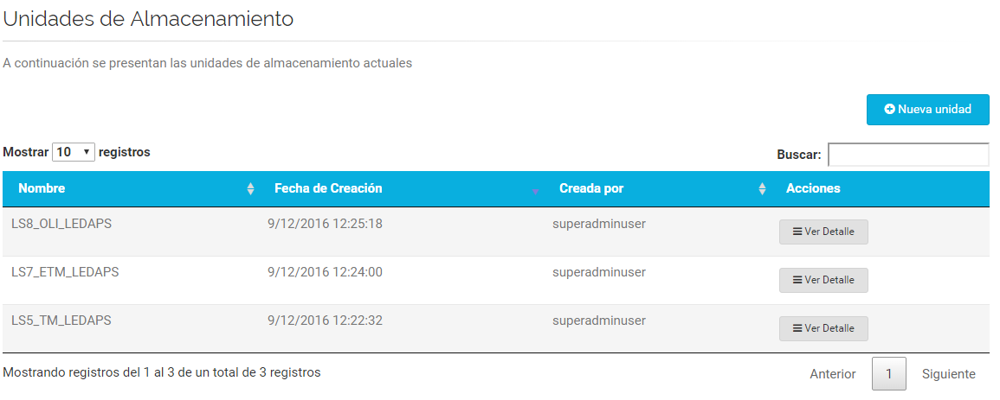 Unidades de Almacenamiento
A continuación se presentan las unidades de almacenamiento actuales
Nueva unidad
Mostrar 10 registros Buscar:
Nombre Fecha de Creación Creada por Acciones
LS8_OLI_LEDAPS 9/12/2016 12:25:18 superadminuser Ver Detalle
LS7_ETM_LEDAPS 9/12/2016 12:24:00 superadminuser Ver Detalle
LS5_TM_LEDAPS 9/12/2016 12:22:32 superadminuser Ver Detalle
Mostrando registros del 1 al 3 de un total de 3 registros Anterior 1 Siguiente